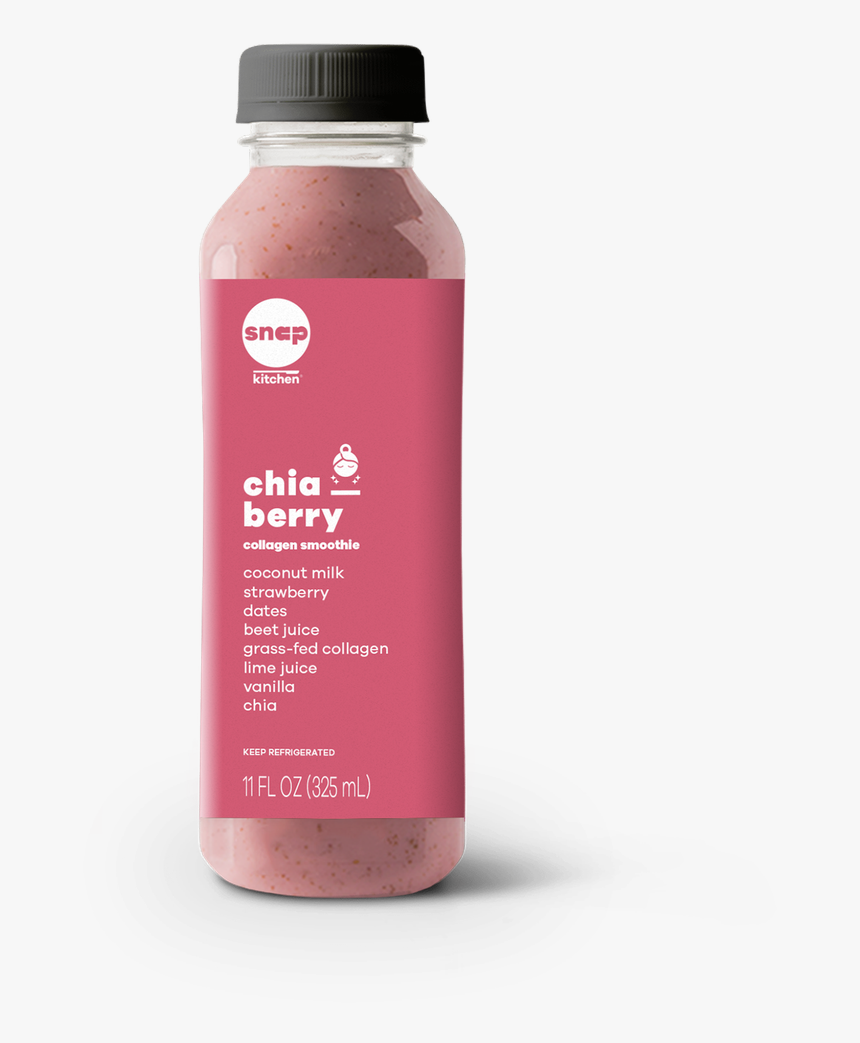 snap
kitchen
chia
berry
collagen smoothie
coconut milk
strawberry
dates
beet juice
grass-fed collagen
lime juice
vanilla
chia
KEEP REFRIGERATED
11 FL OZ (325 mL)